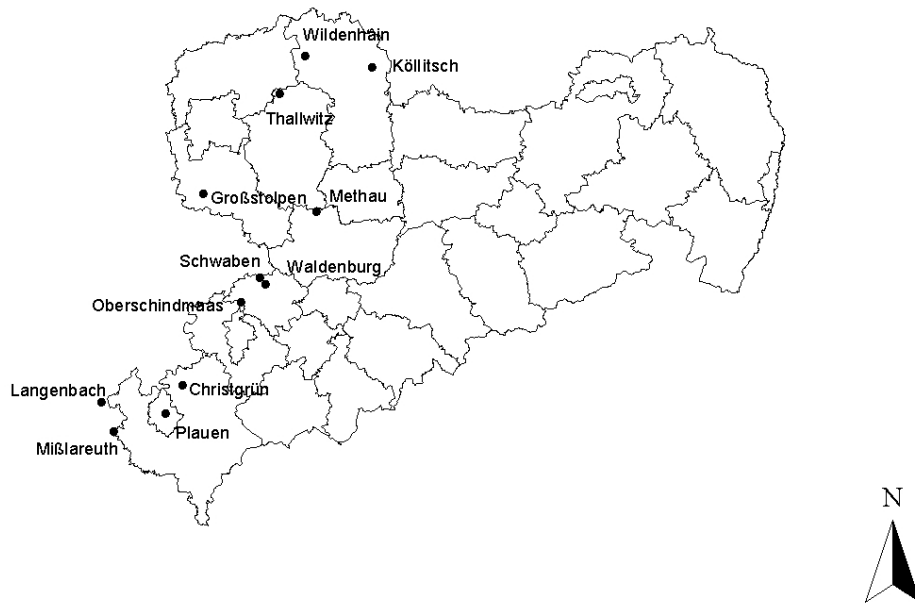 Wildenhain
Köllitsch
Thallwitz
Großstolpen
Methau
Schwaben
Waldenburg
Oberschindmaas
Langenbach
Christgrün
Plauen
Mißlareuth
N